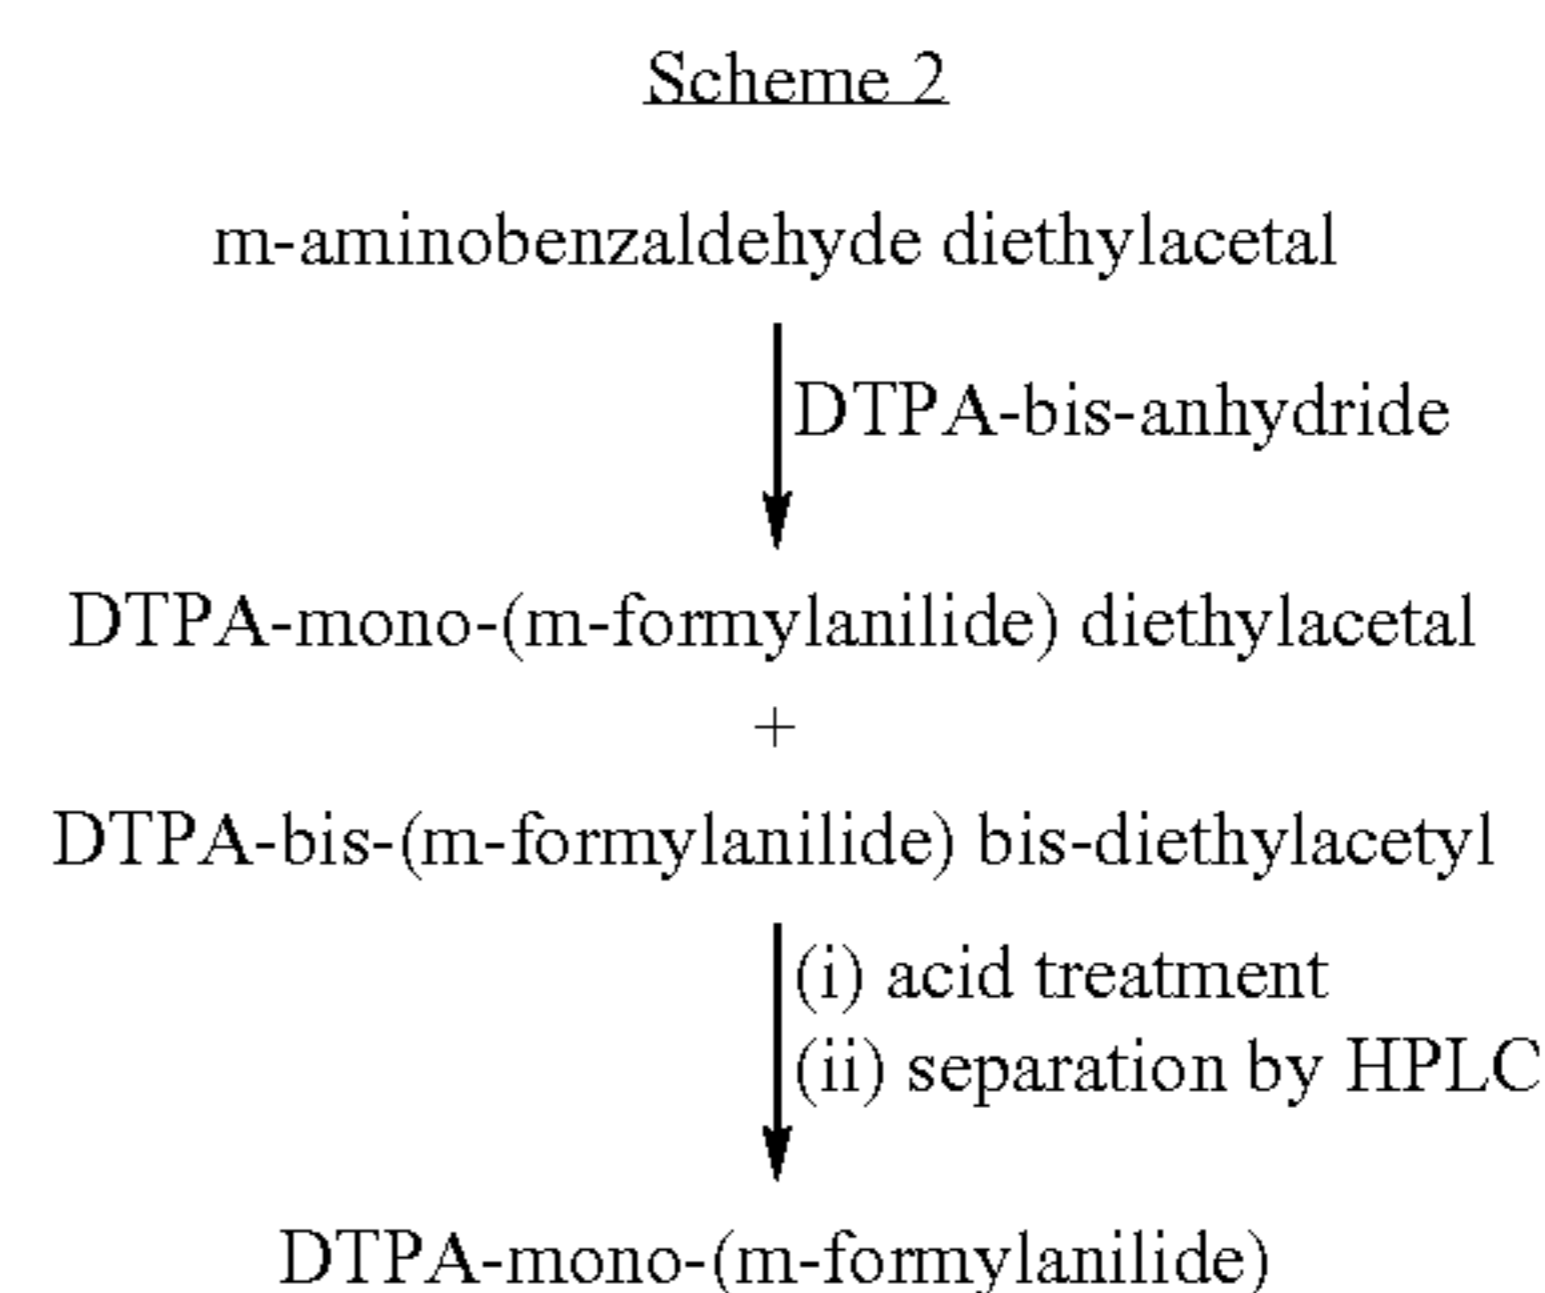 Scheme 2
m-aminobenzaldehyde diethylacetal
DTPA-bis-anhydride
DTPA-mono-(m-formylanilide) diethylacetal
+
DTPA-bis-(m-formylanilide) bis-diethylacetyl
(i) acid treatment
(ii) separation by HPLC
DTPA-mono-(m-formylanilide)